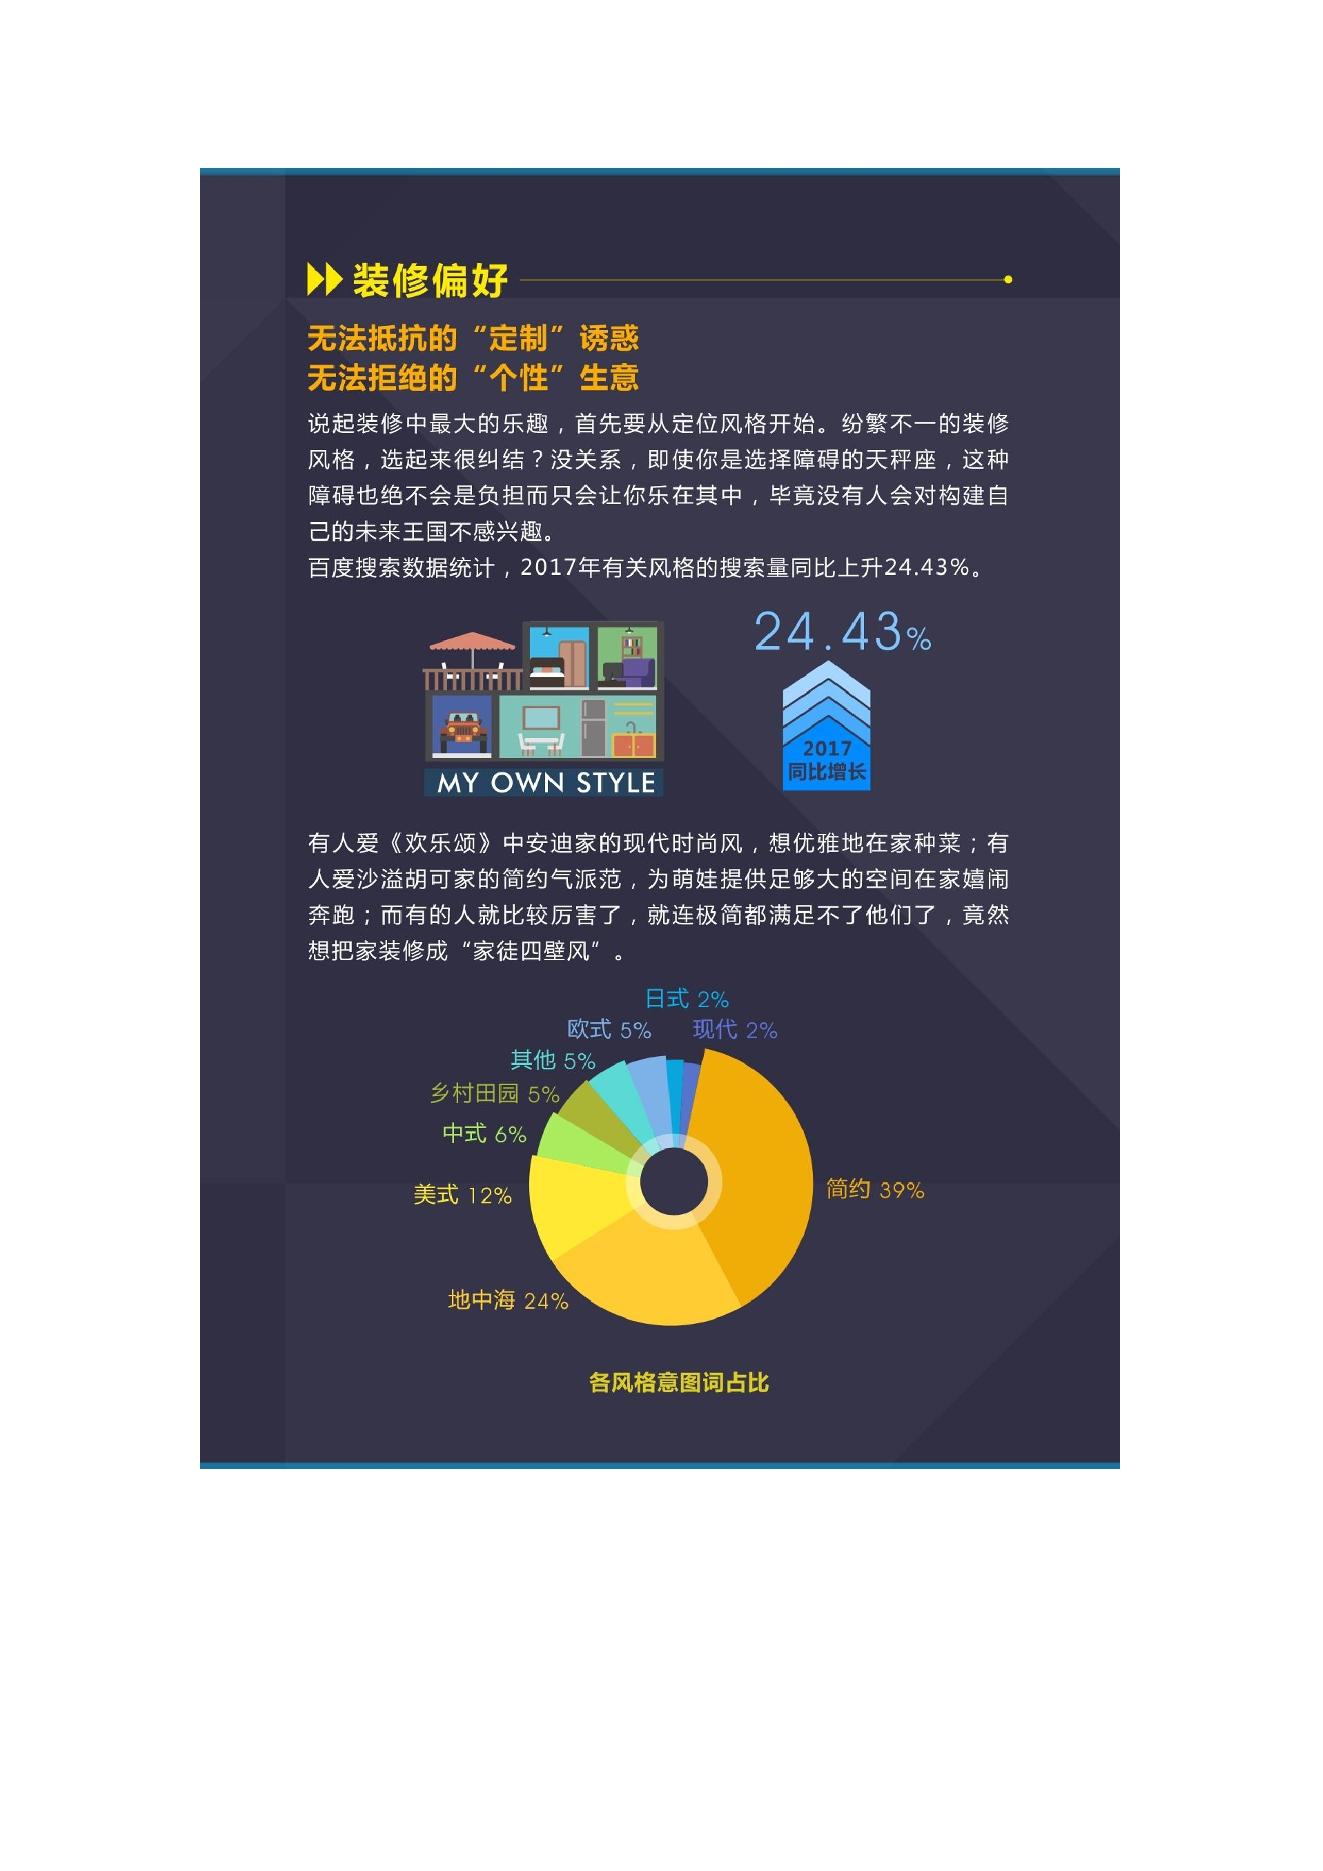 装修偏好
无法抵抗的“定制”诱惑
无法拒绝的“个性”生意
说起装修中最大的乐趣，首先要从定位风格开始。纷繁不一的装修
风格，选起来很纠结？没关系，即使你是选择障碍的天秤座，这种
障碍也绝不会是负担而只会让你乐在其中，毕竟没有人会对构建自
己的未来王国不感兴趣。
百度搜索数据统计，2017年有关风格的搜索量同比上升24.43%。
24.43%
2017
同比增长
MY OWN STYLE
有人爱《欢乐颂》中安迪家的现代时尚风，想优雅地在家种菜；有
人爱沙溢胡可家的简约气派范，为萌娃提供足够大的空间在家嬉闹
奔跑；而有的人就比较厉害了，就连极简都满足不了他们了，竟然
想把家装修成“家徒四壁风”。
日式 2%
欧式 5%
现代 2%
其他 5%
乡村田园 5%
中式 6%
美式 12%
简约 39%
地中海 24%
各风格意图词占比